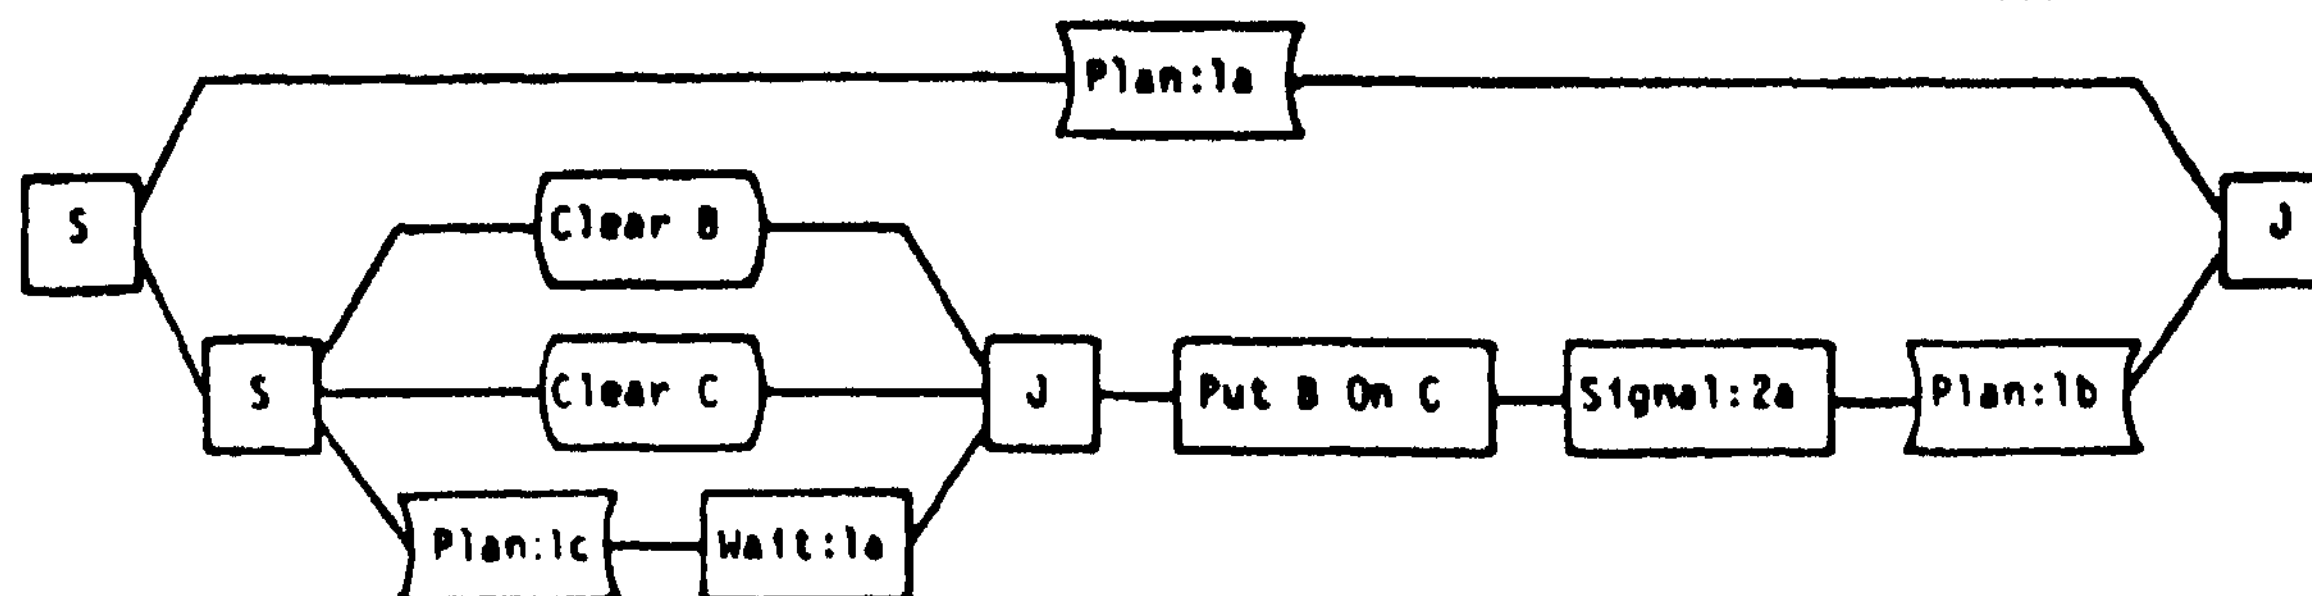 Plan:1a
S
Clear B
J
S
Clear C
J
Put B On C
Signal:2a
Plan:1b
Plan:1c
Wait:1a